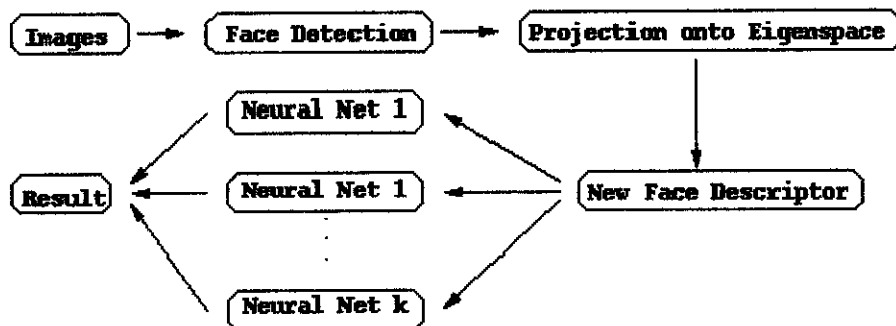 Images
Face Detection
Projection onto Eigenspace
Neural Net 1
Result
Neural Net 1
New Face Descriptor
Neural Net k